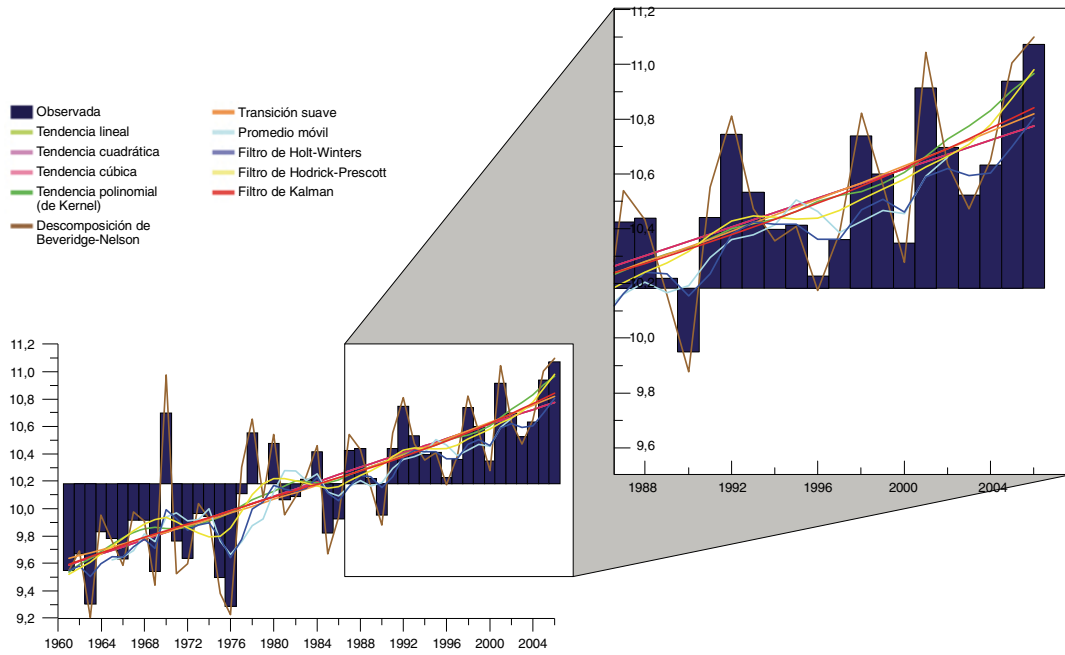 Observada
Tendencia lineal
Tendencia cuadrática
Tendencia cúbica
Tendencia polinomial
(de Kernel)
Descomposición de
Beveridge-Nelson
Transición suave
Promedio móvil
Filtro de Holt-Winters
Filtro de Hodrick-Prescott
Filtro de Kalman
11,2
11,0
10,8
10,6
10,4
10,2
10,0
9,8
9,6
1988
1992
1996
2000
2004
11,2
11,0
10,8
10,6
10,4
10,2
10,0
9,8
9,6
9,4
9,2
1960
1964
1968
1972
1976
1980
1984
1988
1992
1996
2000
2004